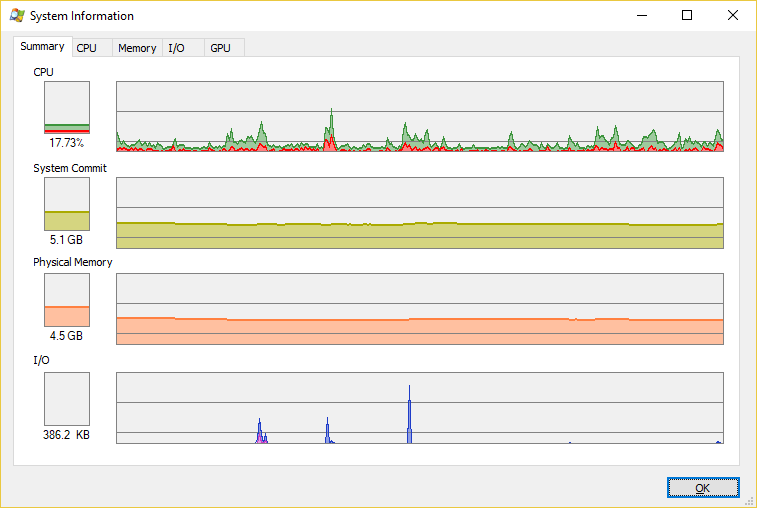 System Information
Summary CPU Memory I/O GPU
CPU
17.73%
System Commit
5.1 GB
Physical Memory
4.5 GB
I/O
386.2 KB
OK